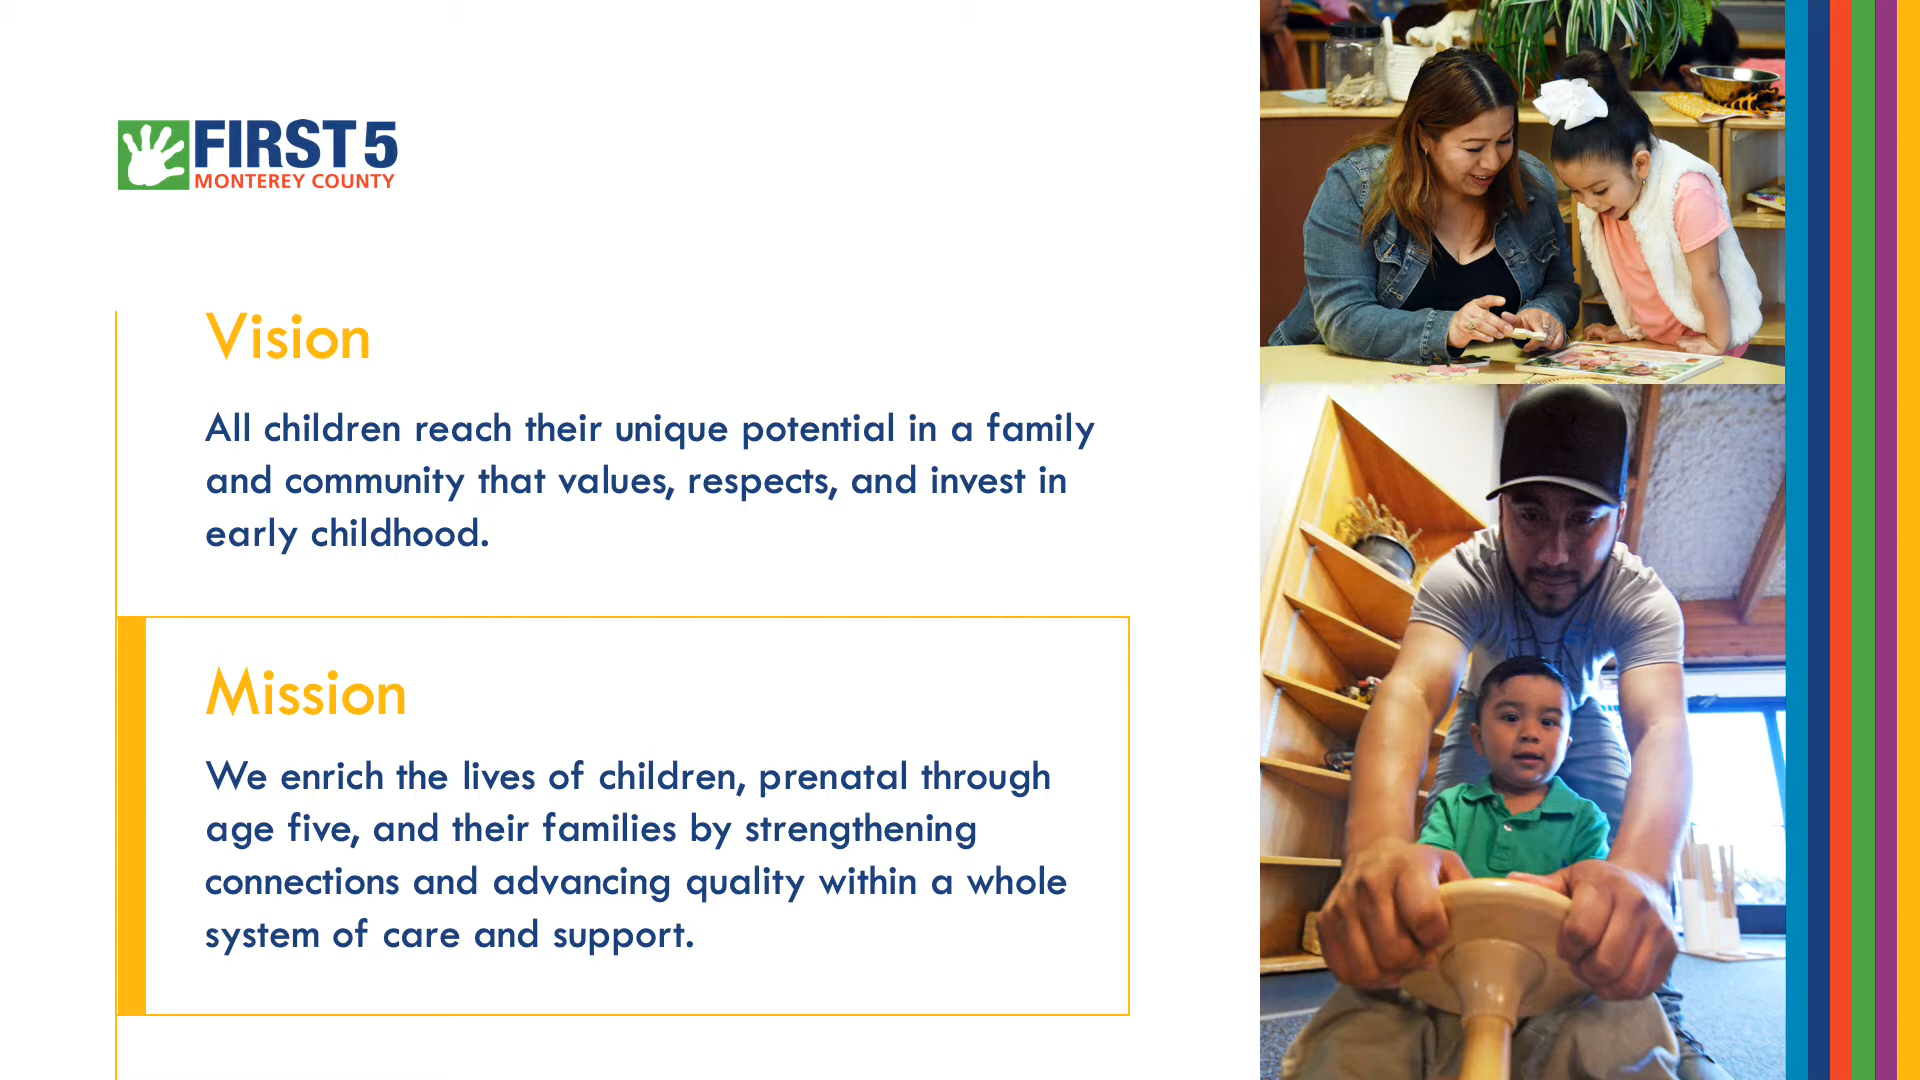 FIRST 5
MONTEREY COUNTY
Vision
All children reach their unique potential in a family
and community that values, respects, and invest in
early childhood.
Mission
We enrich the lives of children, prenatal through
age five, and their families by strengthening
connections and advancing quality within a whole
system of care and support.